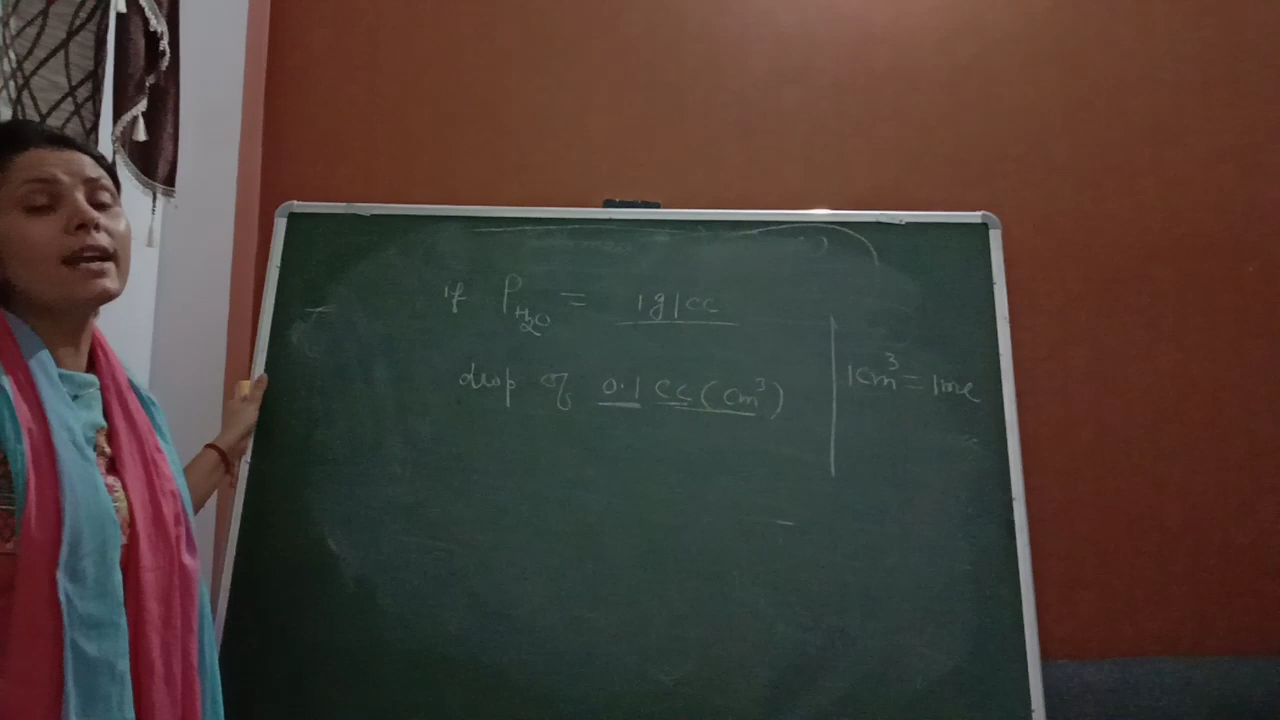 if ρH₂O = 1g/cc
drop of 0.1 cc (cm³)
1cm³ = 1ml